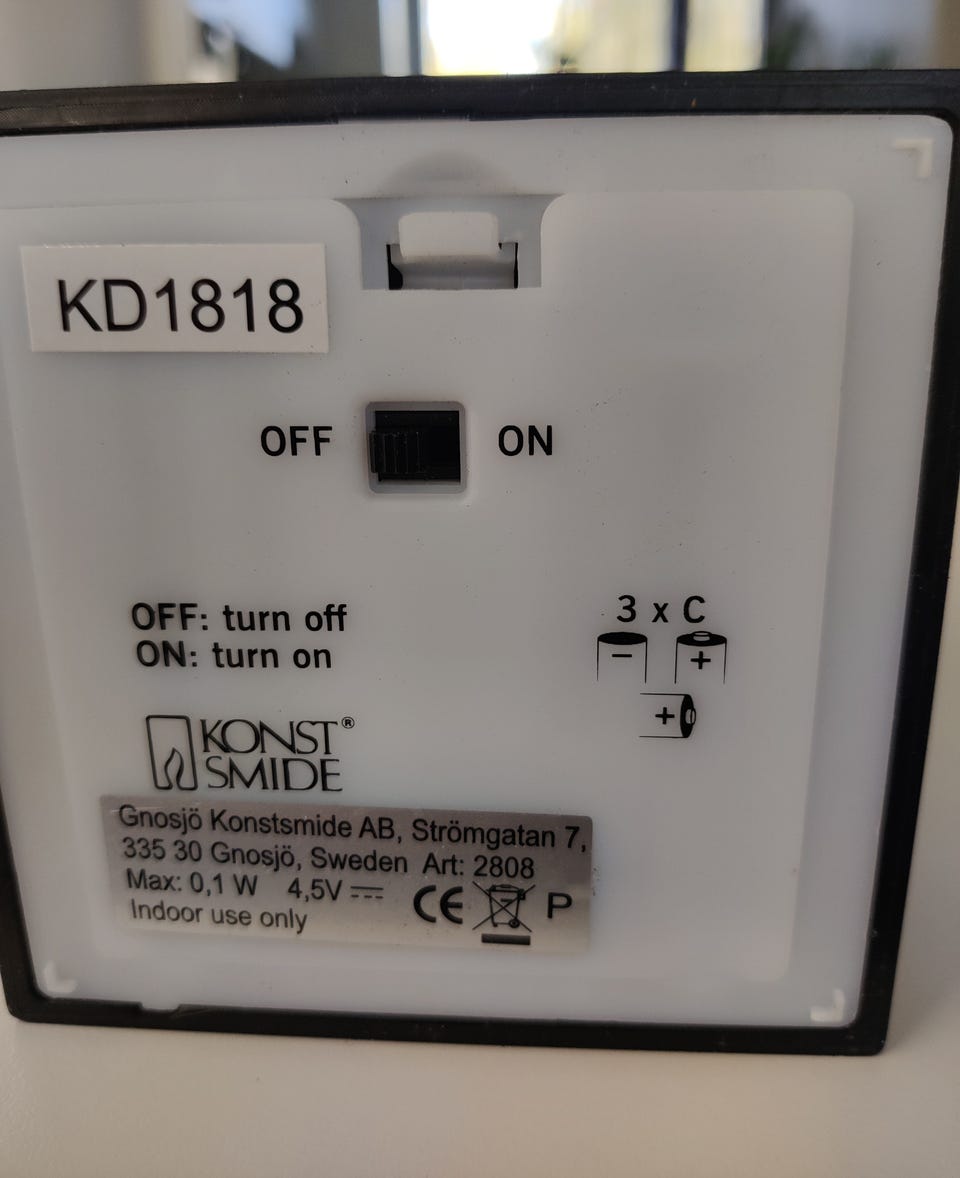 KD1818
OFF ON
OFF: turn off
ON: turn on
3 x C
- +
+
KONST®
SMIDE
Gnosjö Konstsmide AB, Strömgatan 7,
335 30 Gnosjö, Sweden Art: 2808
Max: 0,1 W 4,5V ⎓
Indoor use only
CE P